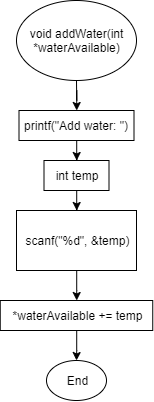 void addWater(int
*waterAvailable)
printf("Add water: ")
int temp
scanf("%d", &temp)
*waterAvailable += temp
End